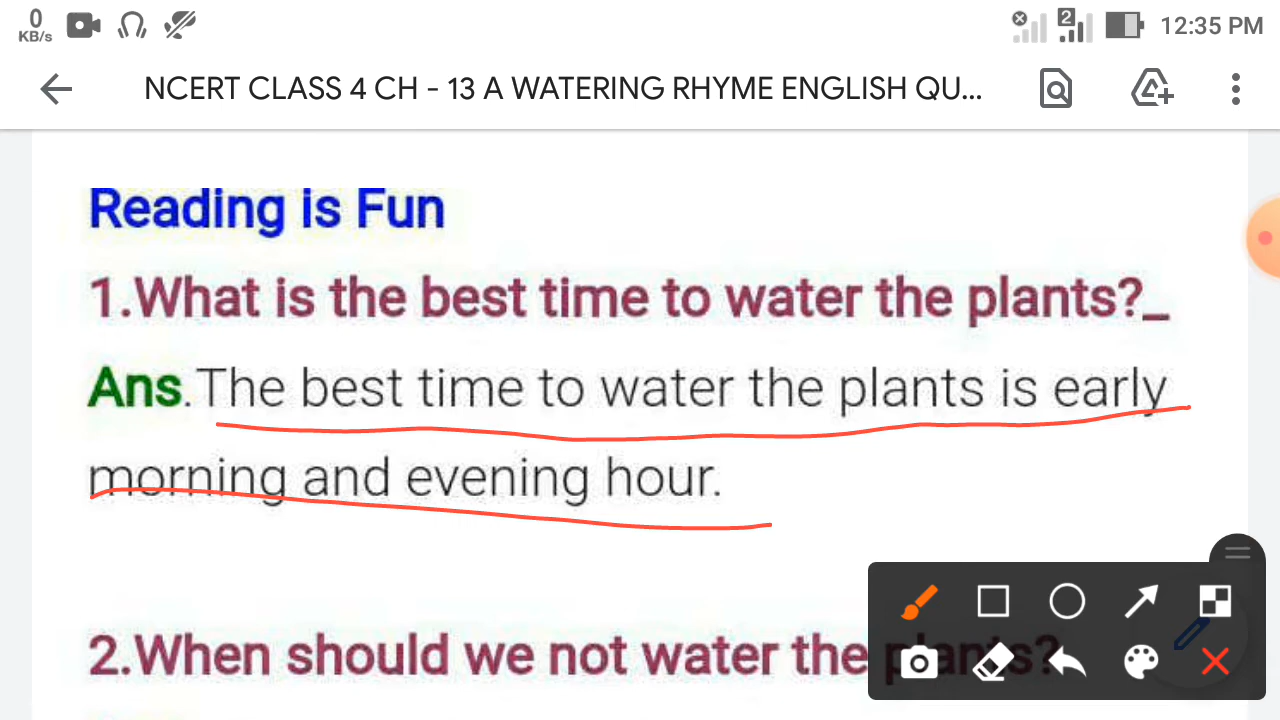 0
KB/s
2
12:35 PM
NCERT CLASS 4 CH - 13 A WATERING RHYME ENGLISH QU...
Reading is Fun
1.What is the best time to water the plants?_
Ans.The best time to water the plants is early
morning and evening hour.
2.When should we not water the plants?